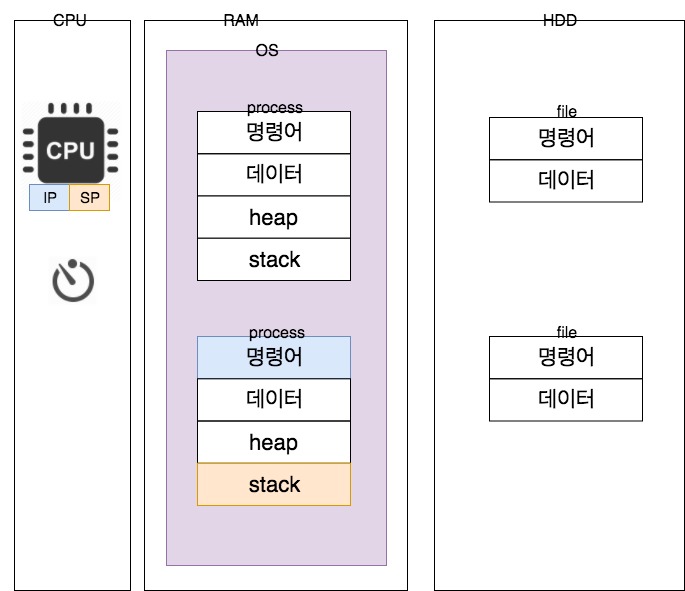 CPU
RAM
HDD
OS
CPU
IP
SP
process
명령어
데이터
heap
stack
process
명령어
데이터
heap
stack
file
명령어
데이터
file
명령어
데이터